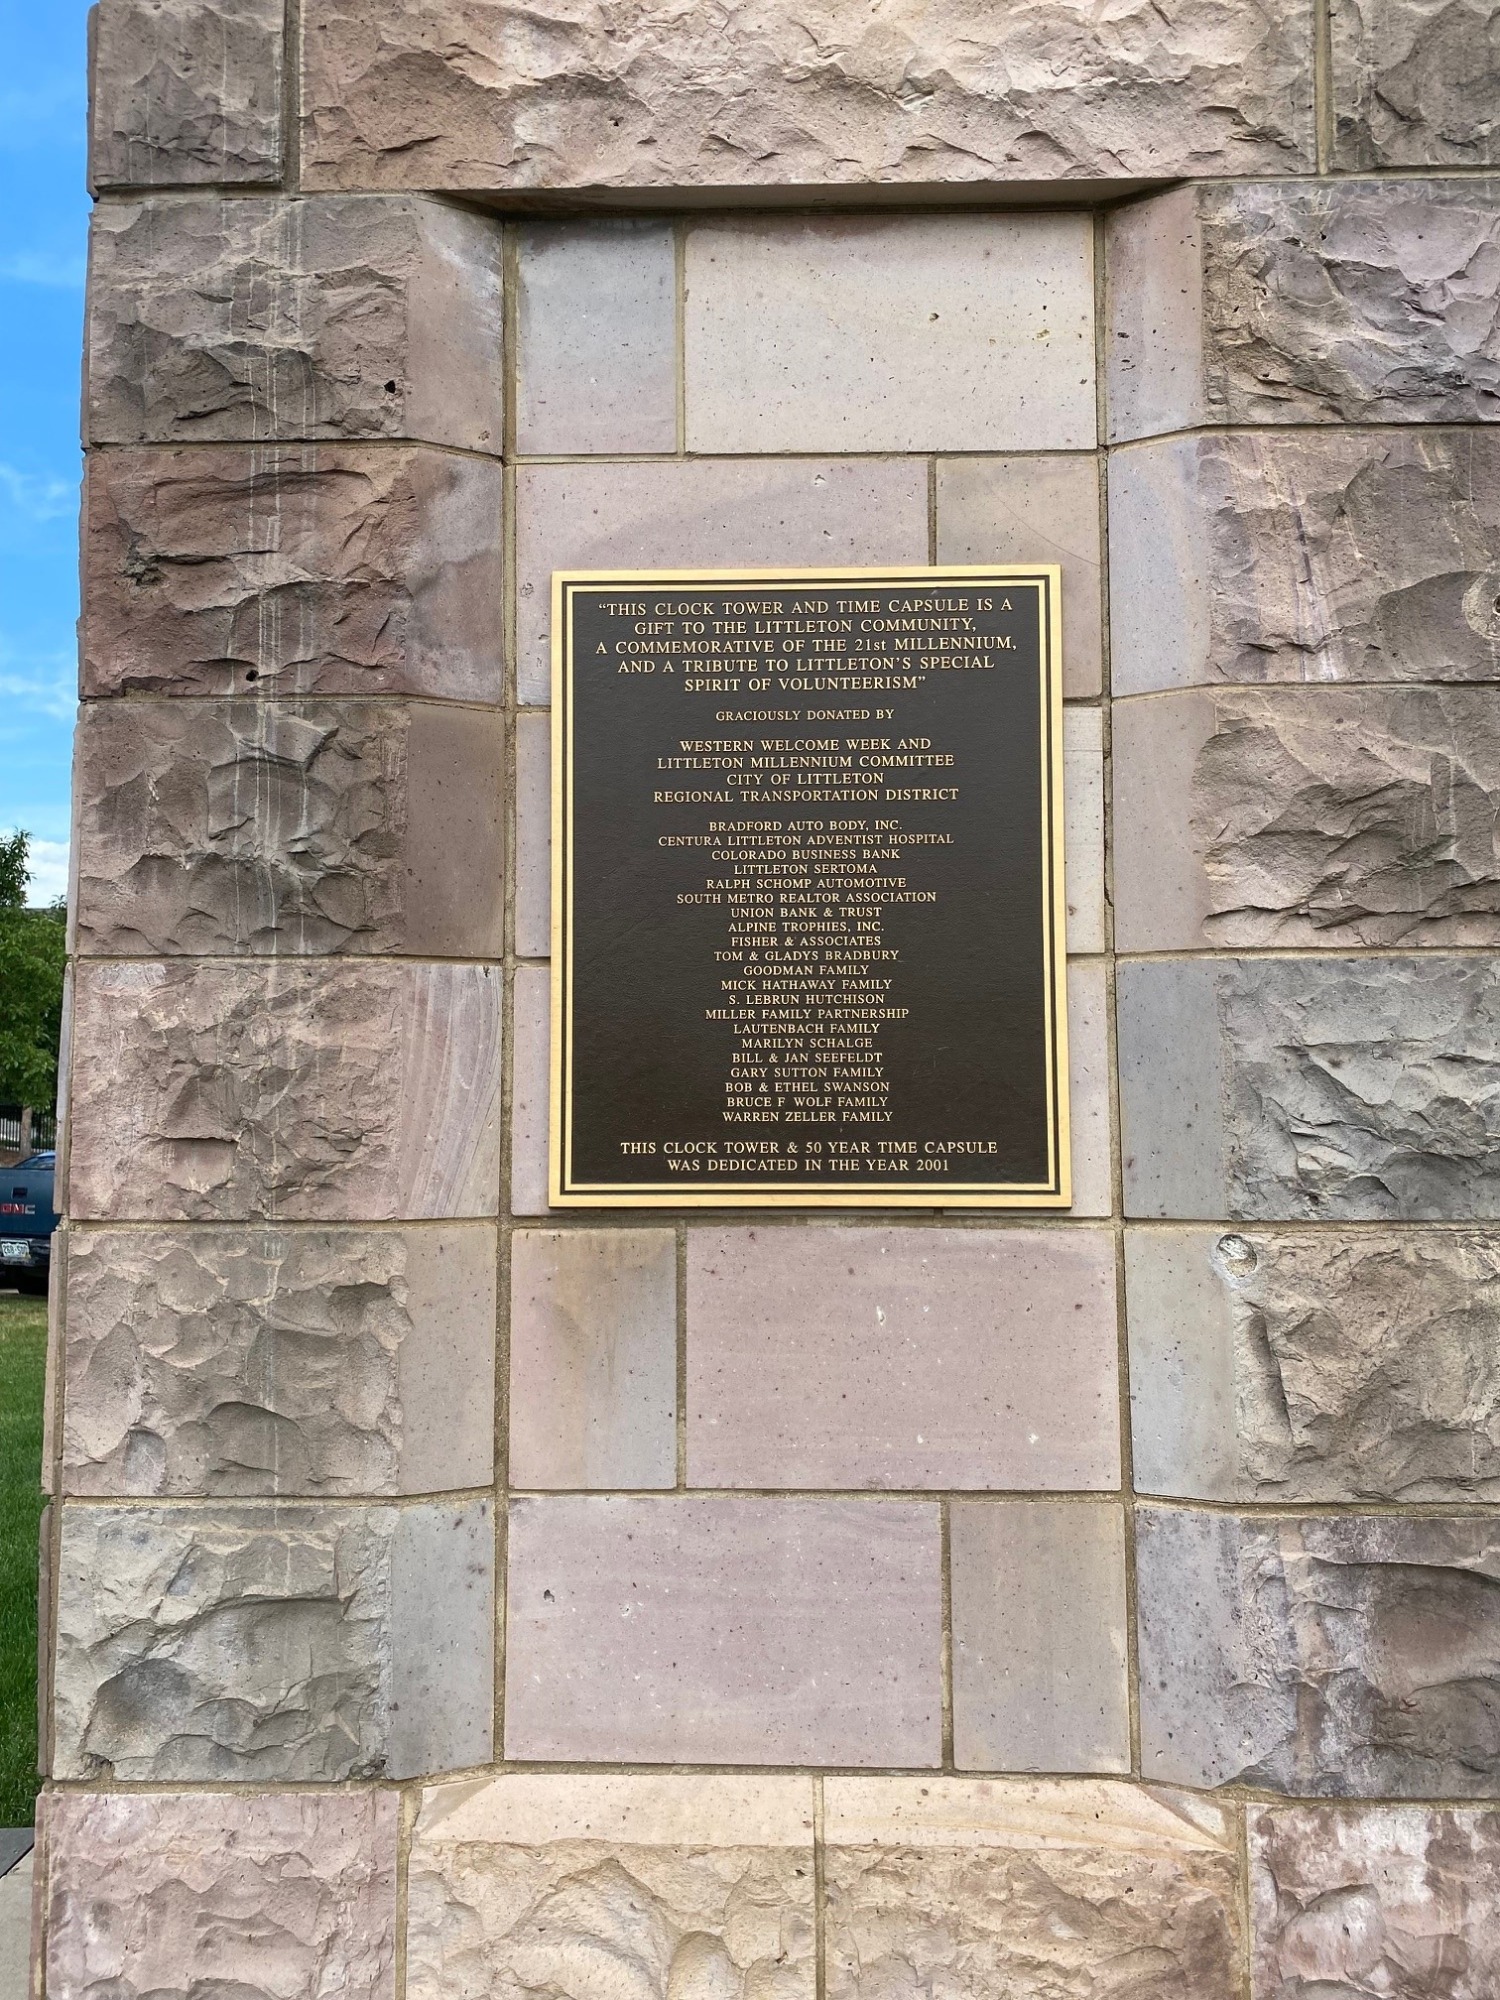 “THIS CLOCK TOWER AND TIME CAPSULE IS A
GIFT TO THE LITTLETON COMMUNITY,
A COMMEMORATIVE OF THE 21st MILLENNIUM,
AND A TRIBUTE TO LITTLETON’S SPECIAL
SPIRIT OF VOLUNTEERISM”
GRACIOUSLY DONATED BY
WESTERN WELCOME WEEK AND
LITTLETON MILLENNIUM COMMITTEE
CITY OF LITTLETON
REGIONAL TRANSPORTATION DISTRICT
BRADFORD AUTO BODY, INC.
CENTURA LITTLETON ADVENTIST HOSPITAL
COLORADO BUSINESS BANK
LITTLETON SERTOMA
RALPH SCHOMP AUTOMOTIVE
SOUTH METRO REALTOR ASSOCIATION
UNION BANK & TRUST
ALPINE TROPHIES, INC.
FISHER & ASSOCIATES
TOM & GLADYS BRADBURY
GOODMAN FAMILY
MICK HATHAWAY FAMILY
S. LEBRUN HUTCHISON
MILLER FAMILY PARTNERSHIP
LAUTENBACH FAMILY
MARILYN SCHALGE
BILL & JAN SEEFELDT
GARY SUTTON FAMILY
BOB & ETHEL SWANSON
BRUCE F WOLF FAMILY
WARREN ZELLER FAMILY
THIS CLOCK TOWER & 50 YEAR TIME CAPSULE
WAS DEDICATED IN THE YEAR 2001
GMC